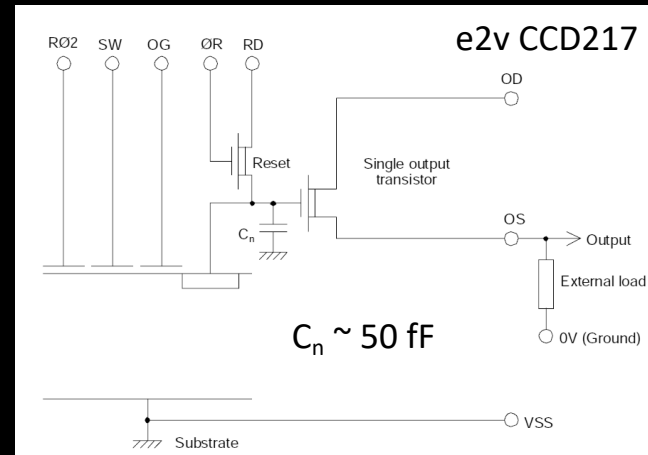 e2v CCD217
RØ2 SW OG ØR RD
OD
Reset
Single output
transistor
Cn
OS
Output
External load
Cn ~ 50 fF
0V (Ground)
VSS
Substrate